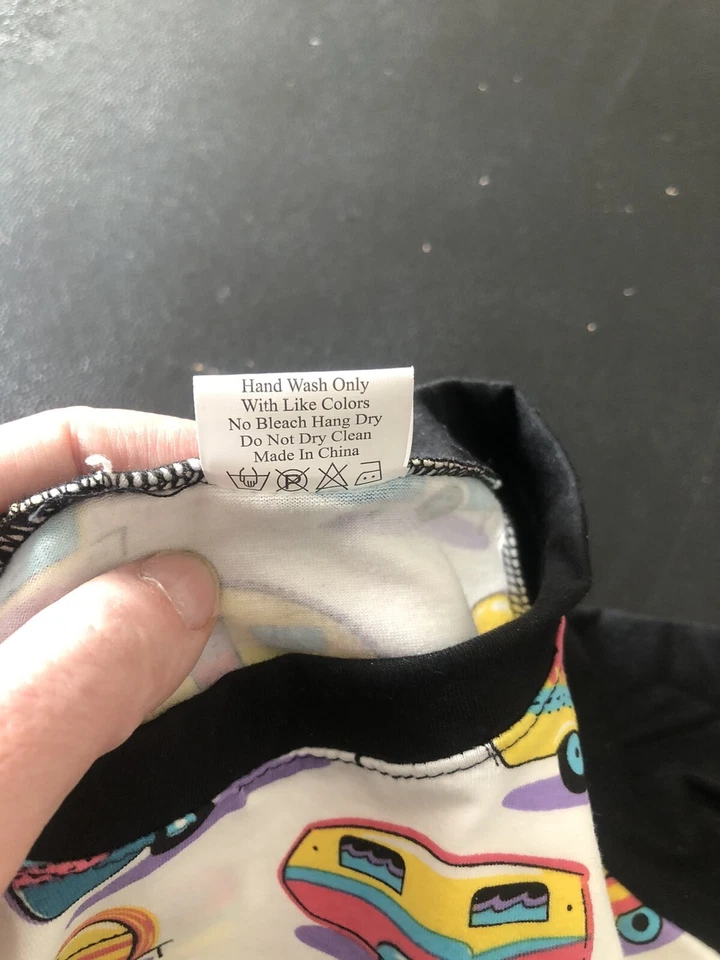 Hand Wash Only
With Like Colors
No Bleach Hang Dry
Do Not Dry Clean
Made In China
P